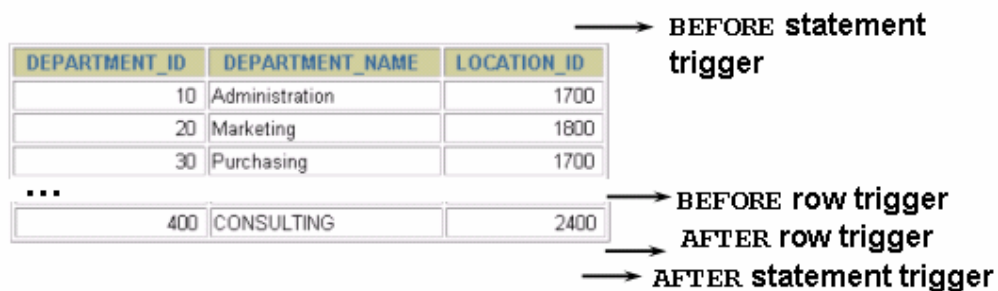 BEFORE statement
trigger
DEPARTMENT_ID DEPARTMENT_NAME LOCATION_ID
10 Administration 1700
20 Marketing 1800
30 Purchasing 1700
...
BEFORE row trigger
400 CONSULTING 2400
AFTER row trigger
AFTER statement trigger